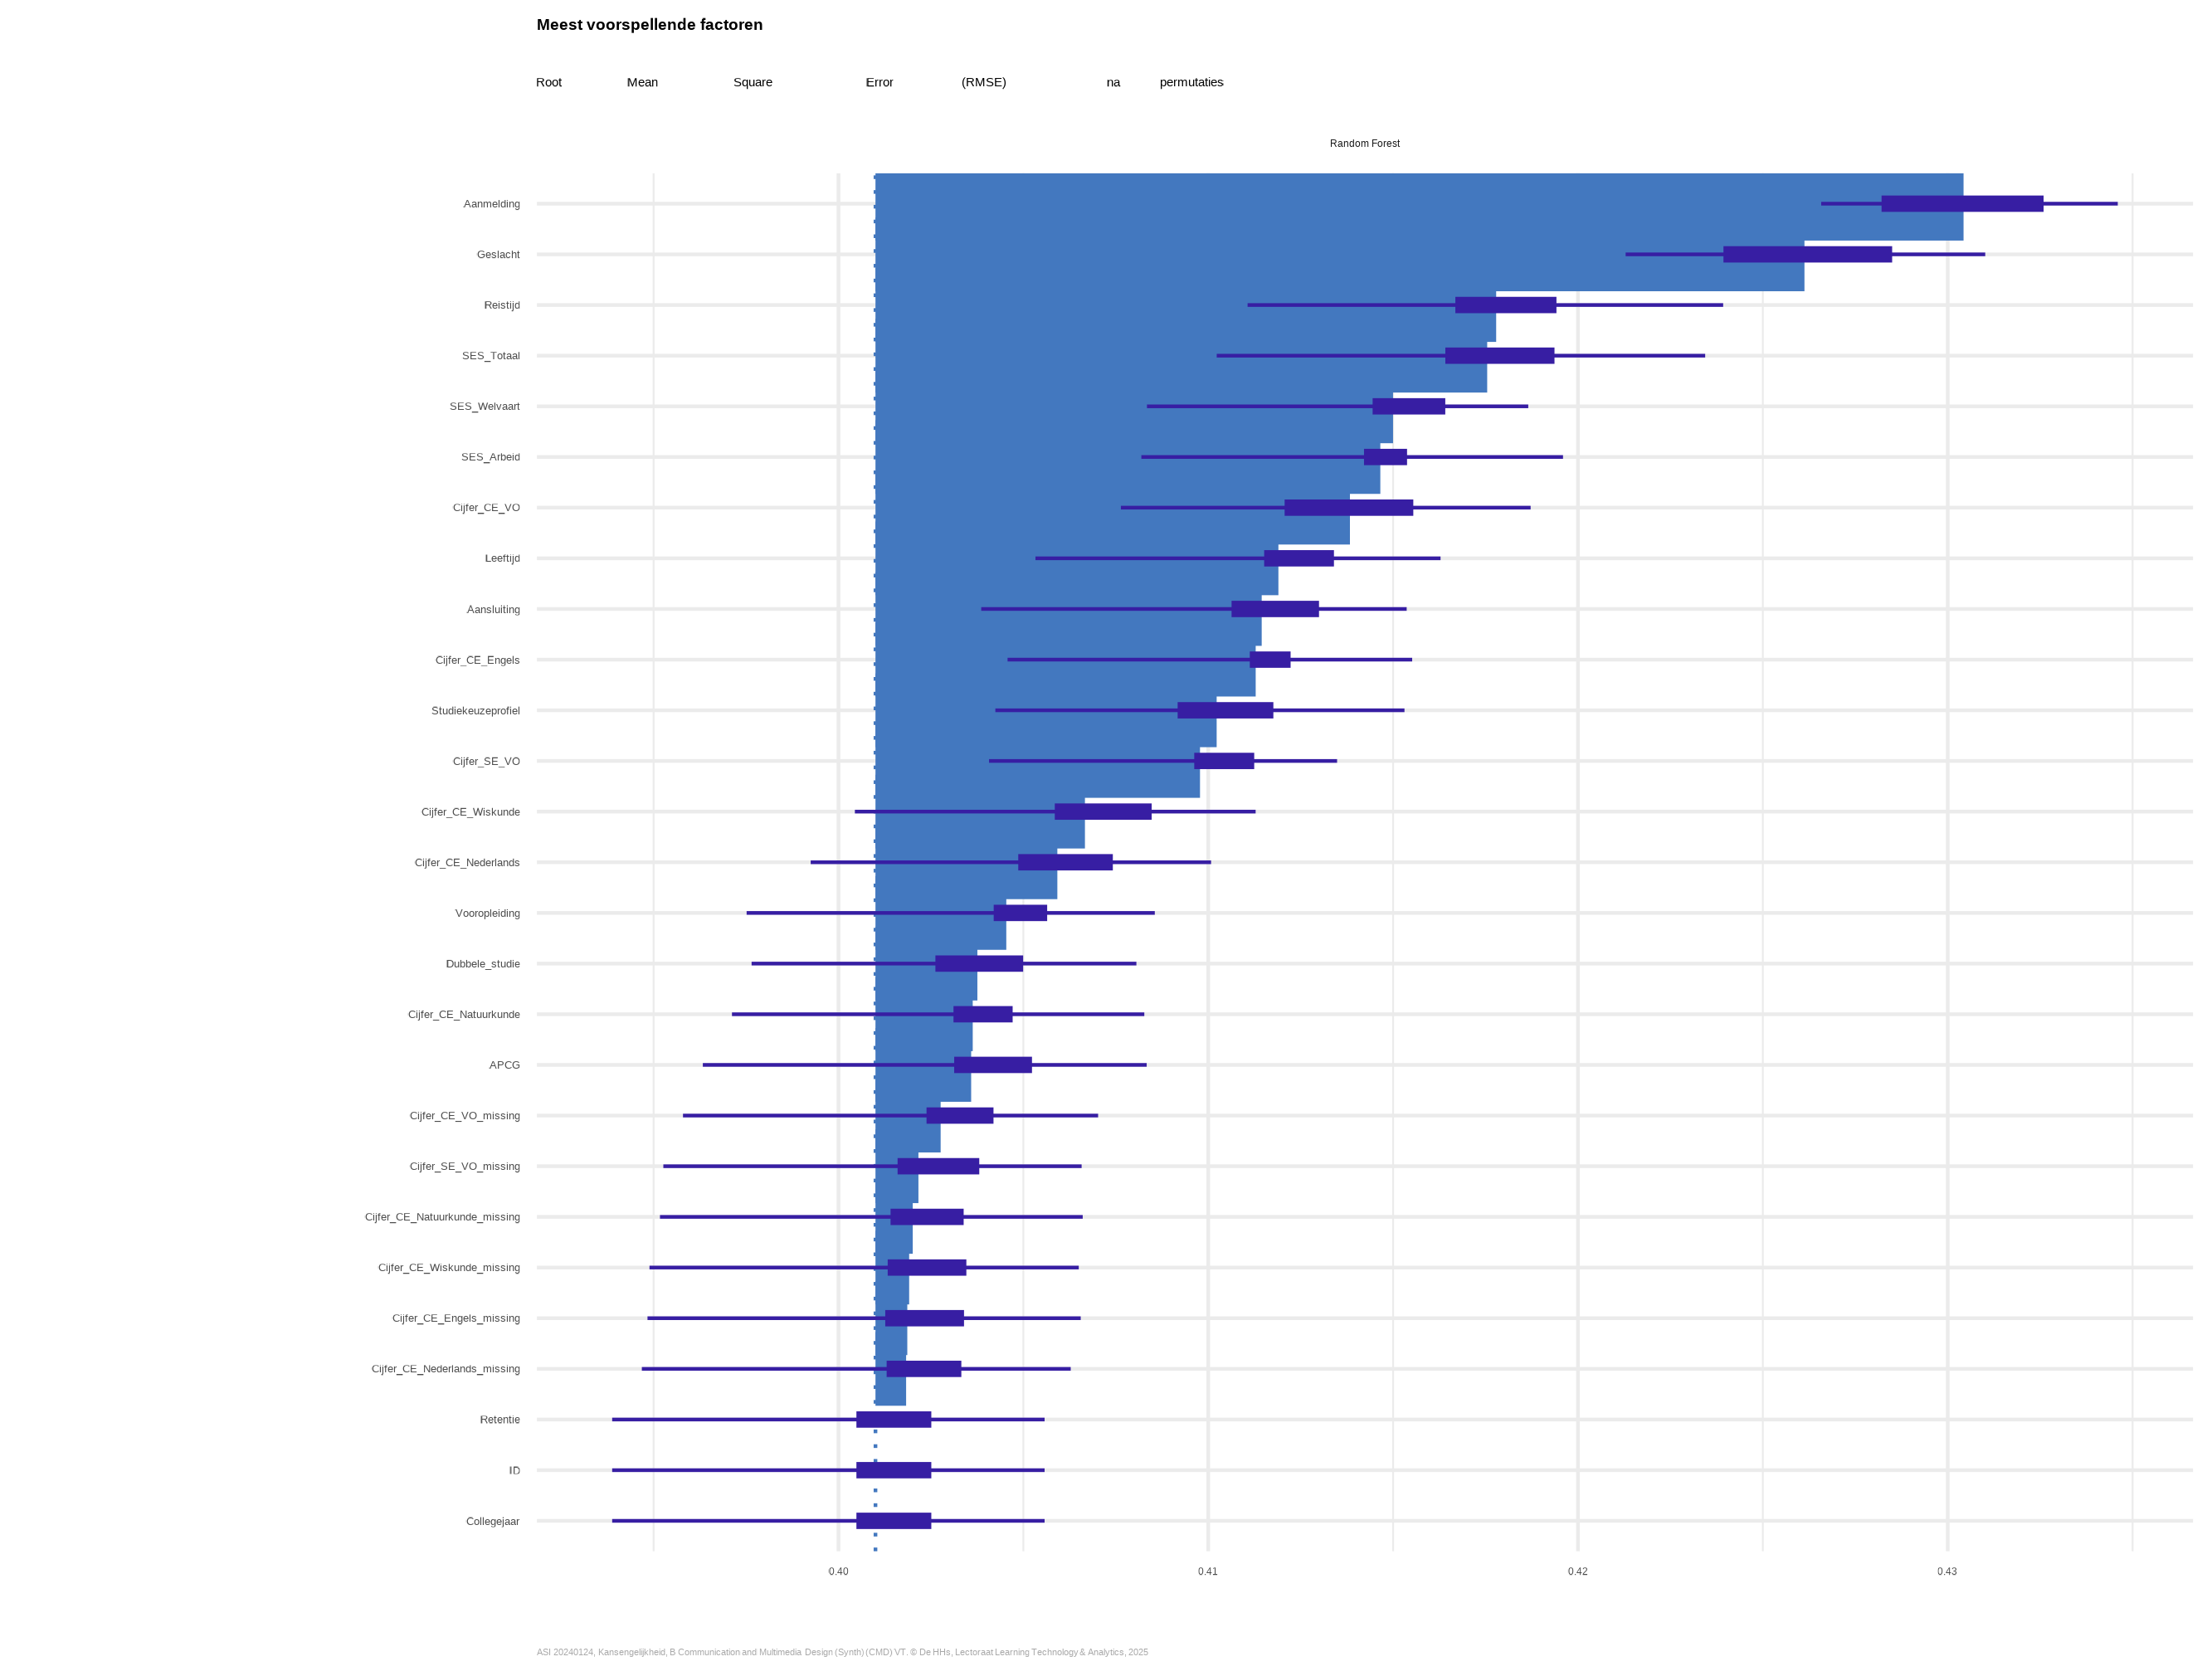 Meest voorspellende factoren
Root Mean Square Error (RMSE) na permutaties
Random Forest
Aanmelding
Geslacht
Reistijd
SES_Totaal
SES_Welvaart
SES_Arbeid
Cijfer_CE_VO
Leeftijd
Aansluiting
Cijfer_CE_Engels
Studiekeuzeprofiel
Cijfer_SE_VO
Cijfer_CE_Wiskunde
Cijfer_CE_Nederlands
Vooropleiding
Dubbele_studie
Cijfer_CE_Natuurkunde
APCG
Cijfer_CE_VO_missing
Cijfer_SE_VO_missing
Cijfer_CE_Natuurkunde_missing
Cijfer_CE_Wiskunde_missing
Cijfer_CE_Engels_missing
Cijfer_CE_Nederlands_missing
Retentie
ID
Collegejaar
0.40 0.41 0.42 0.43
ASI 20240124, Kansengelijkheid, B Communication and Multimedia Design (Synth) (CMD) VT. © De HHs, Lectoraat Learning Technology & Analytics, 2025